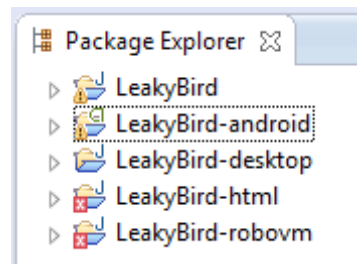 Package Explorer
LeakyBird
LeakyBird-android
LeakyBird-desktop
LeakyBird-html
LeakyBird-robovm